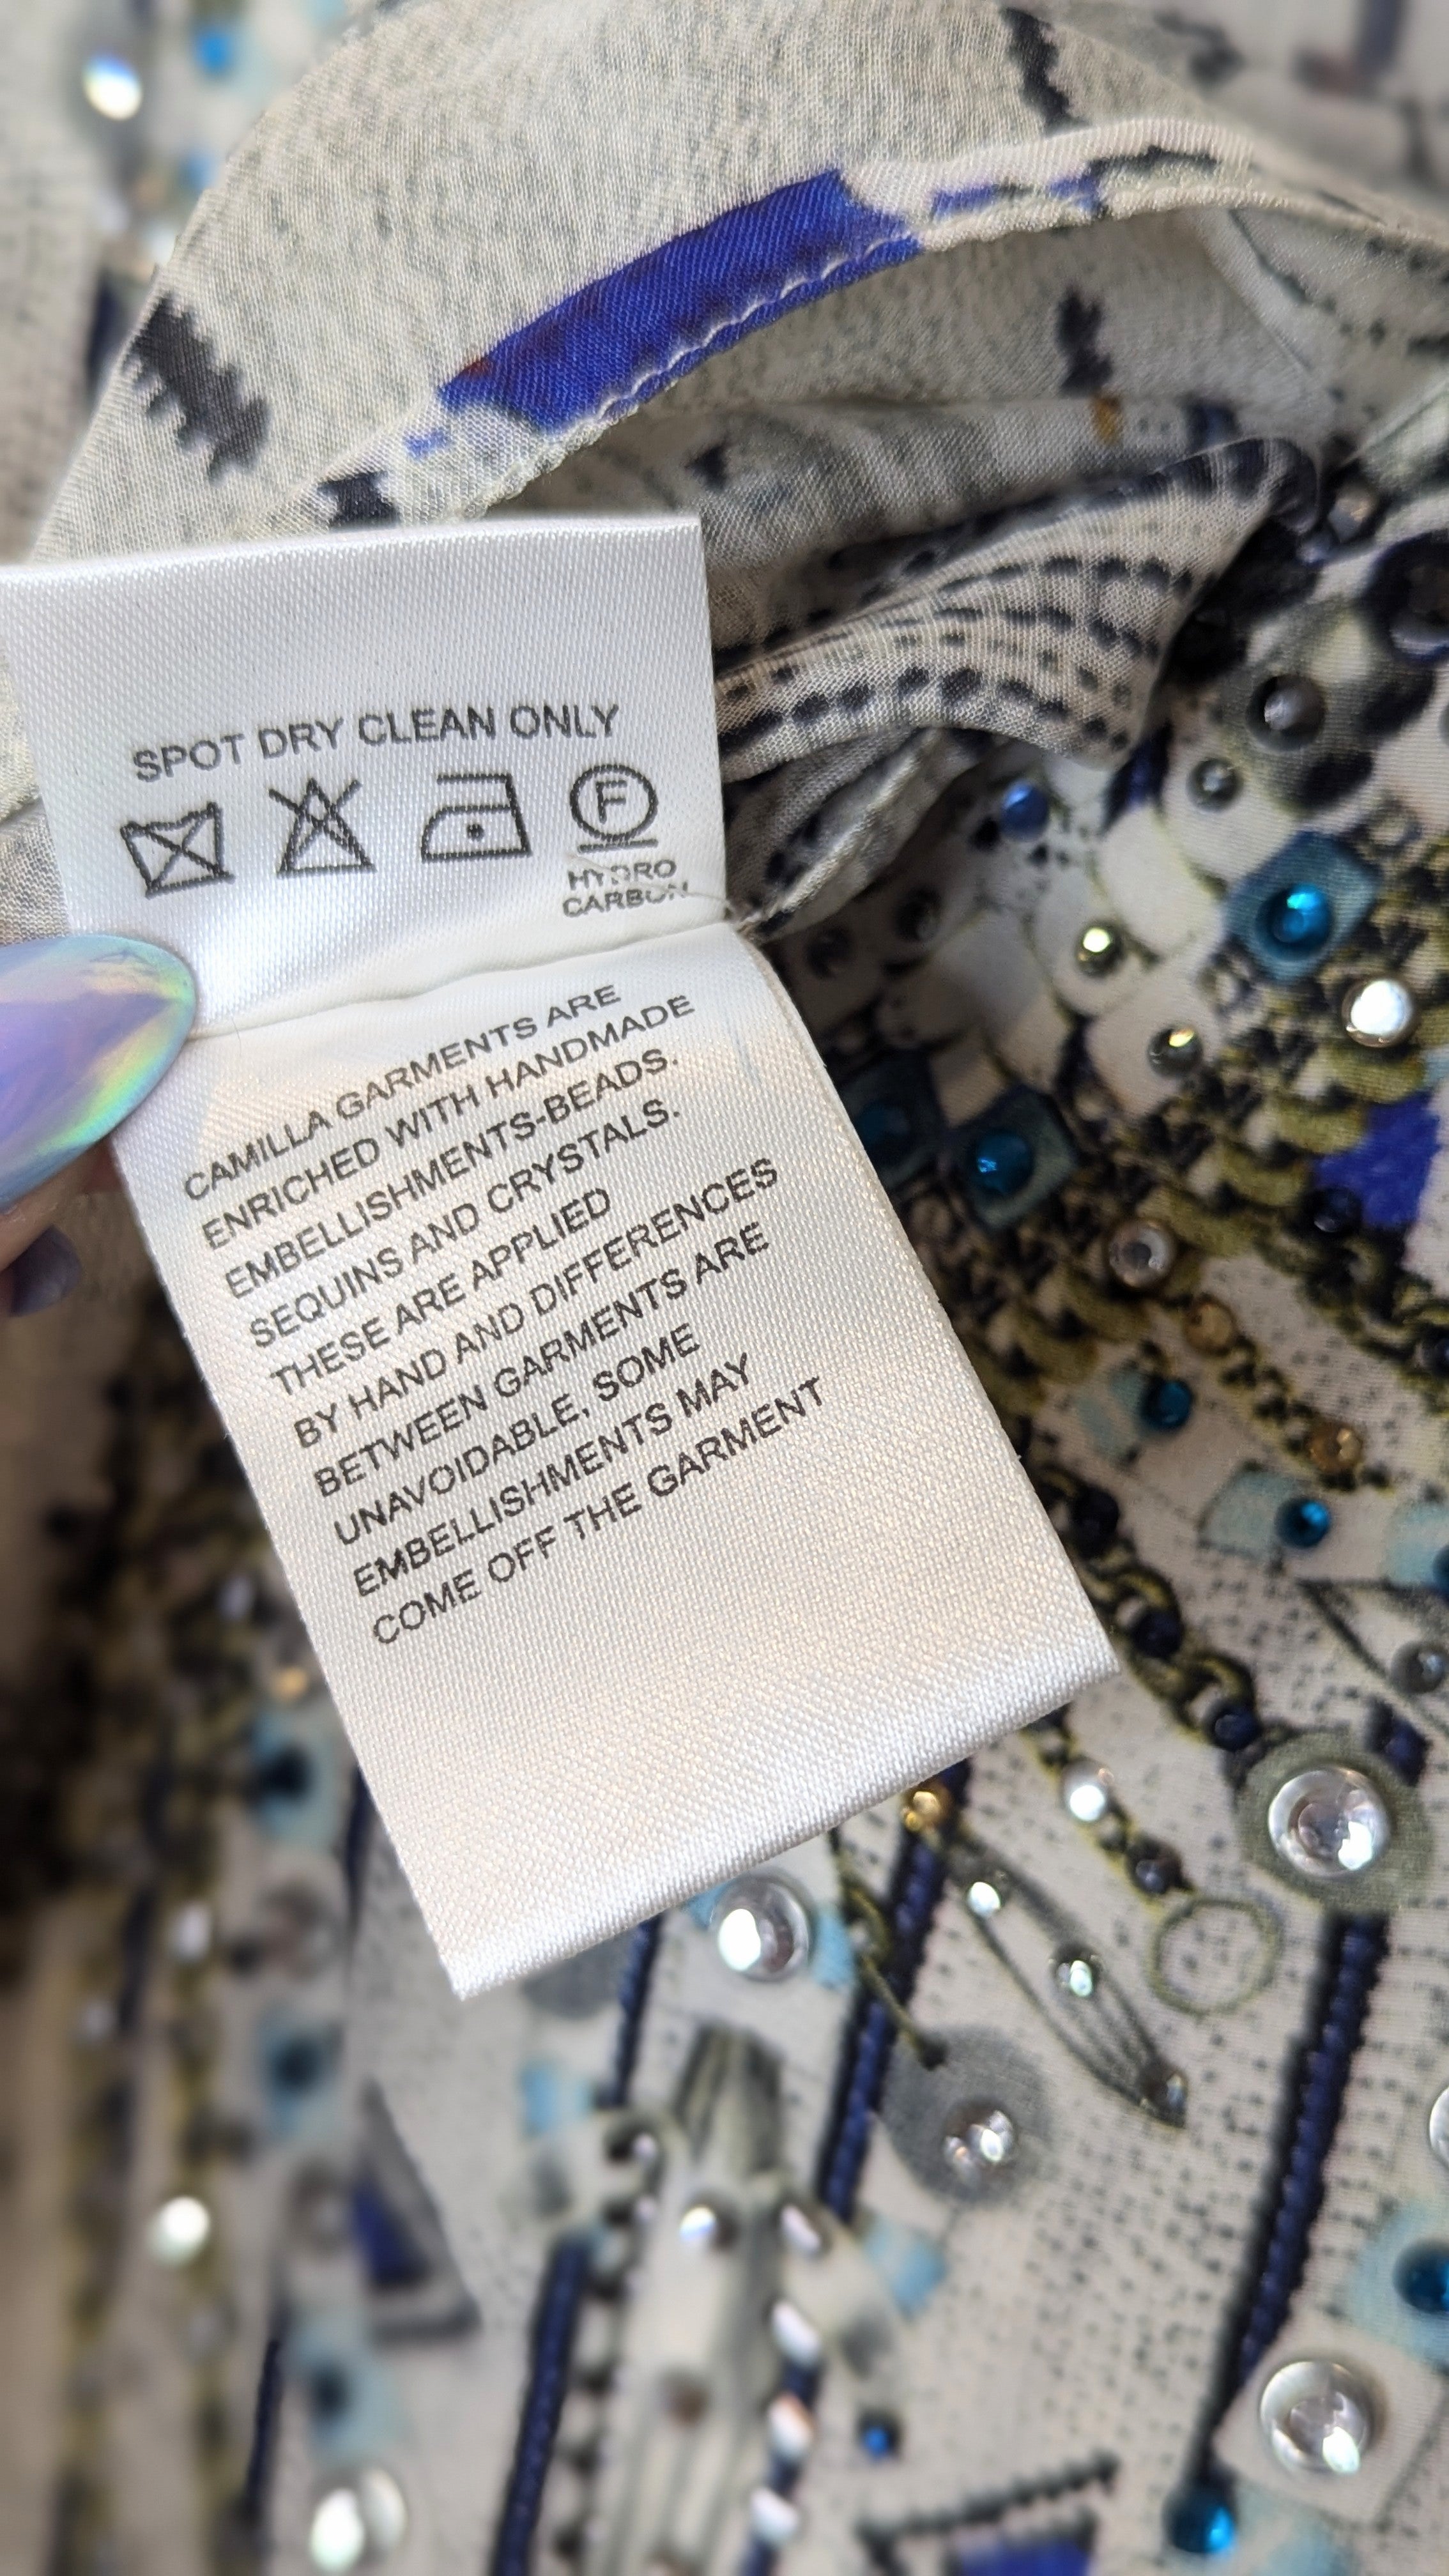 SPOT DRY CLEAN ONLY
F
HYDRO
CARBON
CAMILLA GARMENTS ARE
ENRICHED WITH HANDMADE
EMBELLISHMENTS-BEADS.
SEQUINS AND CRYSTALS.
THESE ARE APPLIED
BY HAND AND DIFFERENCES
BETWEEN GARMENTS ARE
UNAVOIDABLE, SOME
EMBELLISHMENTS MAY
COME OFF THE GARMENT